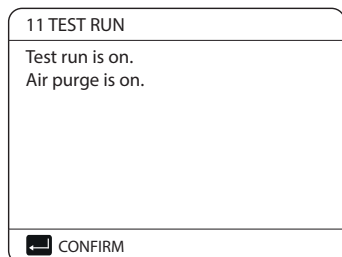 11 TEST RUN
Test run is on.
Air purge is on.
CONFIRM